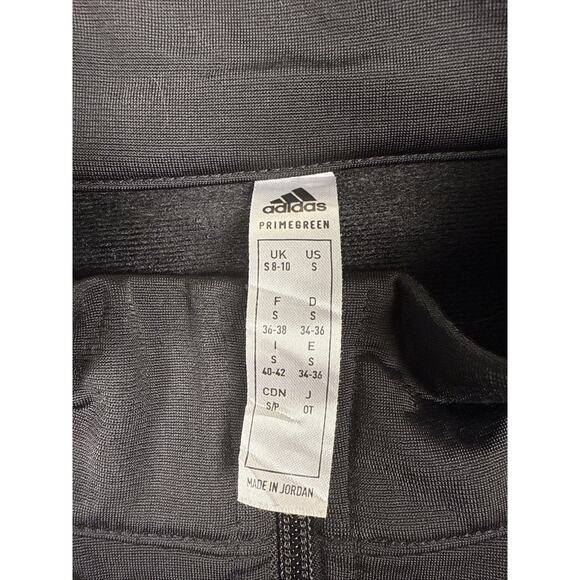 adidas
PRIMEGREEN
UK US
S 8-10 S
F D
S S
36-38 34-36
I E
S S
40-42 34-36
CDN J
S/P OT
MADE IN JORDAN